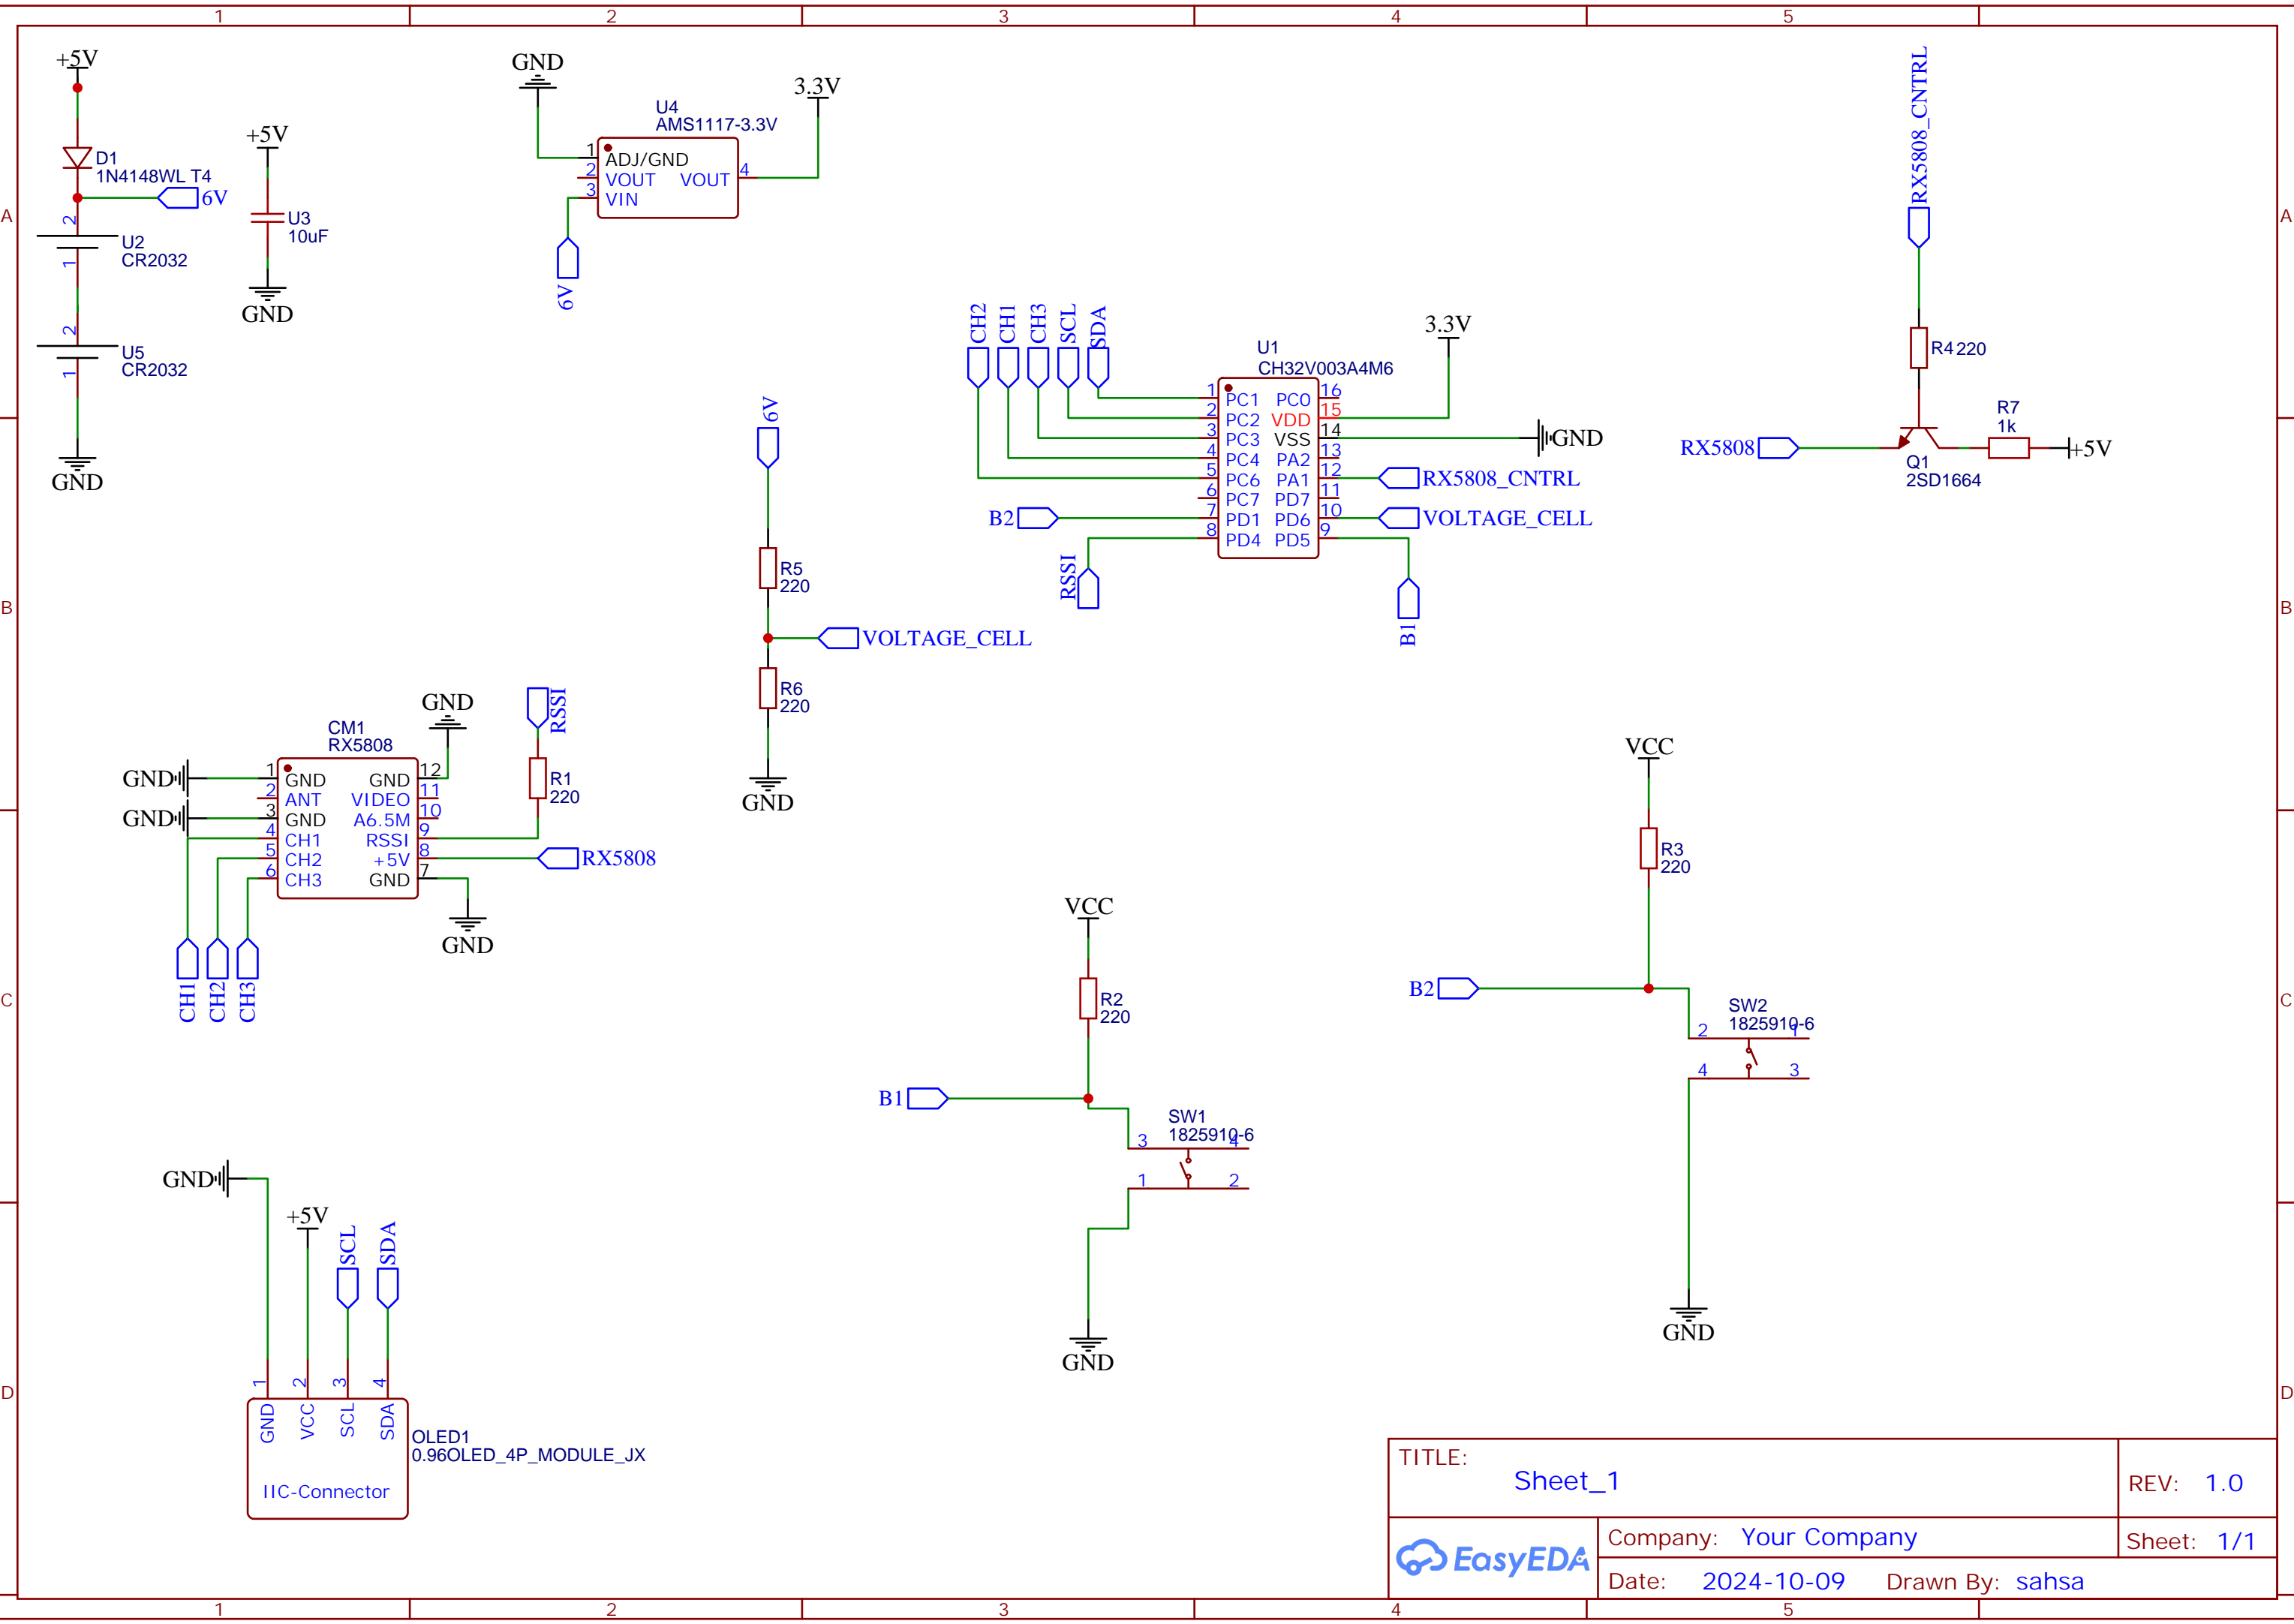 1 2 3 4 5
A A
B B
C C
D D
+5V
D1
1N4148WL T4
6V
2
U2
CR2032
1
2
U5
CR2032
1
GND
+5V
U3
10uF
GND
GND
U4
AMS1117-3.3V
3.3V
1 ADJ/GND
2 VOUT VOUT 4
3 VIN
6V
CH2 CH1 CH3 SCL SDA
U1
CH32V003A4M6
3.3V
1 PC1 PC0 16
2 PC2 VDD 15
3 PC3 VSS 14 GND
4 PC4 PA2 13
5 PC6 PA1 12 RX5808_CNTRL
6 PC7 PD7 11
B2 7 PD1 PD6 10 VOLTAGE_CELL
8 PD4 PD5 9
RSSI
B1
RX5808_CNTRL
R4 220
R7
1k
RX5808
+5V
Q1
2SD1664
6V
R5
220
VOLTAGE_CELL
R6
220
GND
CM1
RX5808
GND
RSSI
R1
220
GND 1 GND GND 12
2 ANT VIDEO 11
GND 3 GND A6.5M 10
4 CH1 RSSI 9
5 CH2 +5V 8 RX5808
6 CH3 GND 7
GND
CH1 CH2 CH3
VCC
R2
220
B1
SW1
1825910-6
3 4
1 2
GND
VCC
R3
220
B2
SW2
1825910-6
2 1
4 3
GND
GND
+5V
SCL SDA
1 2 3 4
GND VCC SCL SDA
OLED1
0.96OLED_4P_MODULE_JX
IIC-Connector
TITLE:
Sheet_1
REV: 1.0
EasyEDA
Company: Your Company
Sheet: 1/1
Date: 2024-10-09 Drawn By: sahsa
1 2 3 4 5